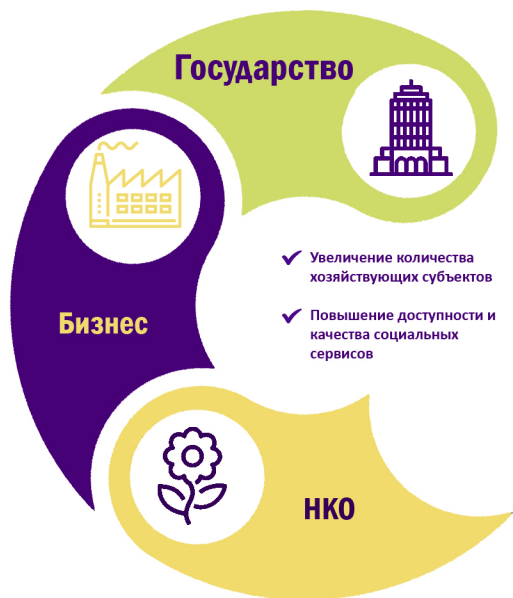 Государство
Увеличение количества
хозяйствующих субъектов
Бизнес
Повышение доступности и
качества социальных
сервисов
НКО